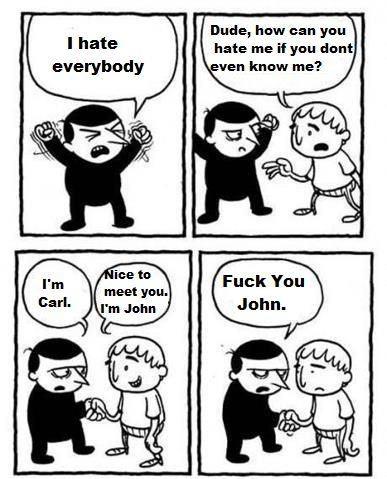 I hate
everybody
Dude, how can you
hate me if you dont
even know me?
I'm
Carl.
Nice to
meet you.
I'm John
Fuck You
John.